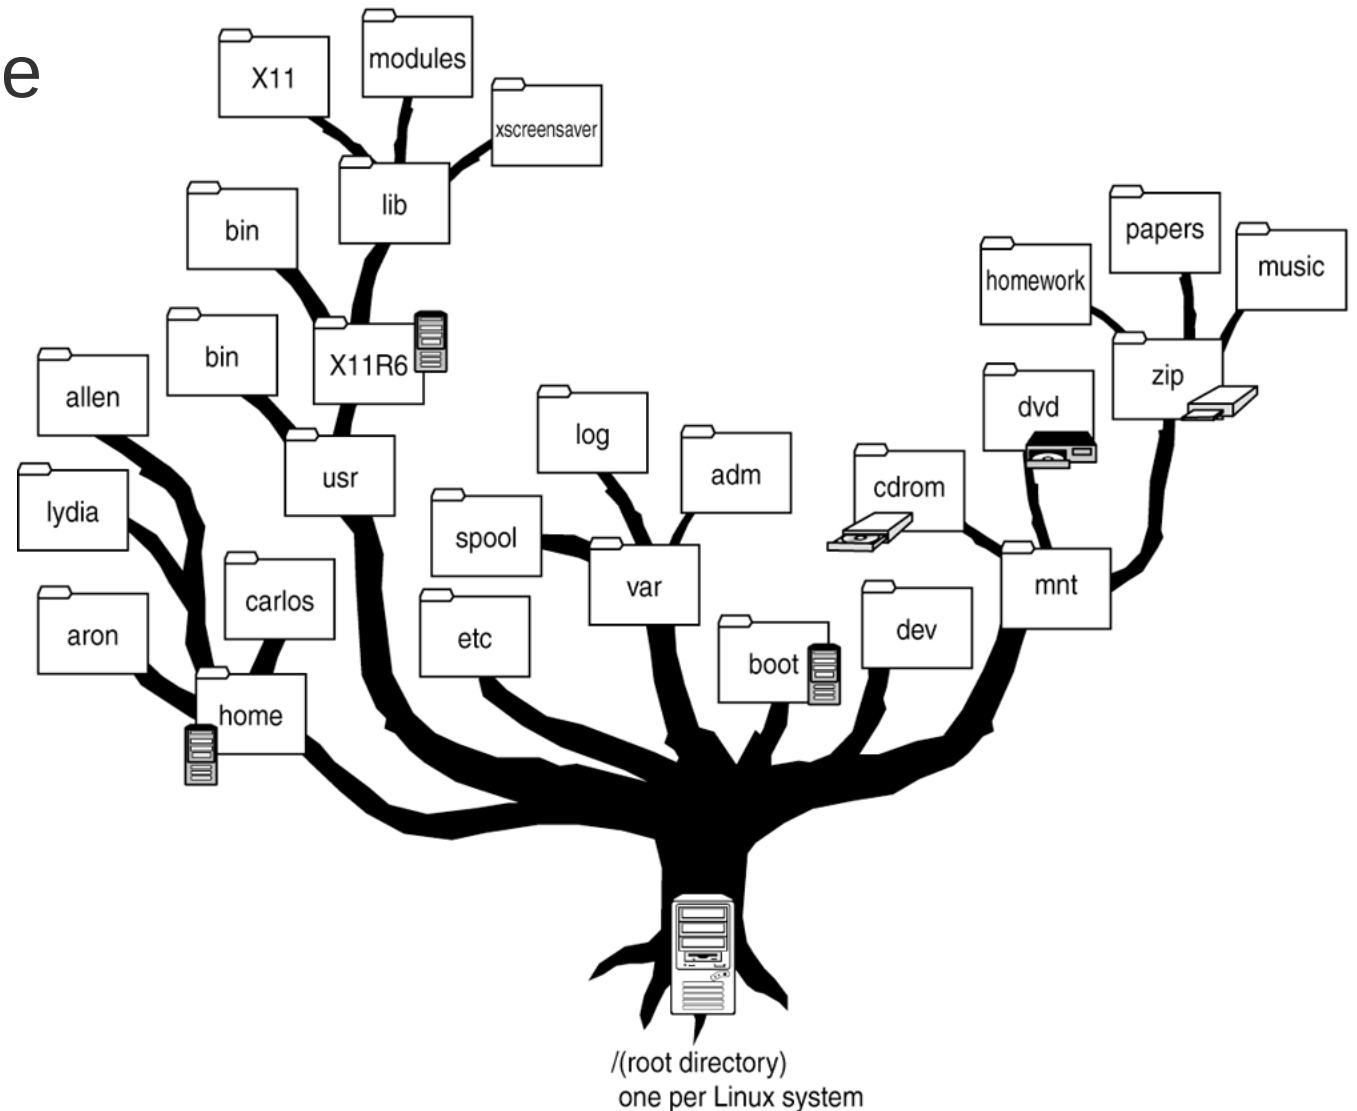 e
modules
X11
xscreensaver
lib
bin
papers
music
homework
bin
X11R6
zip
allen
dvd
log
adm
usr
cdrom
lydia
spool
var
mnt
carlos
dev
aron
etc
boot
home
/(root directory)
one per Linux system